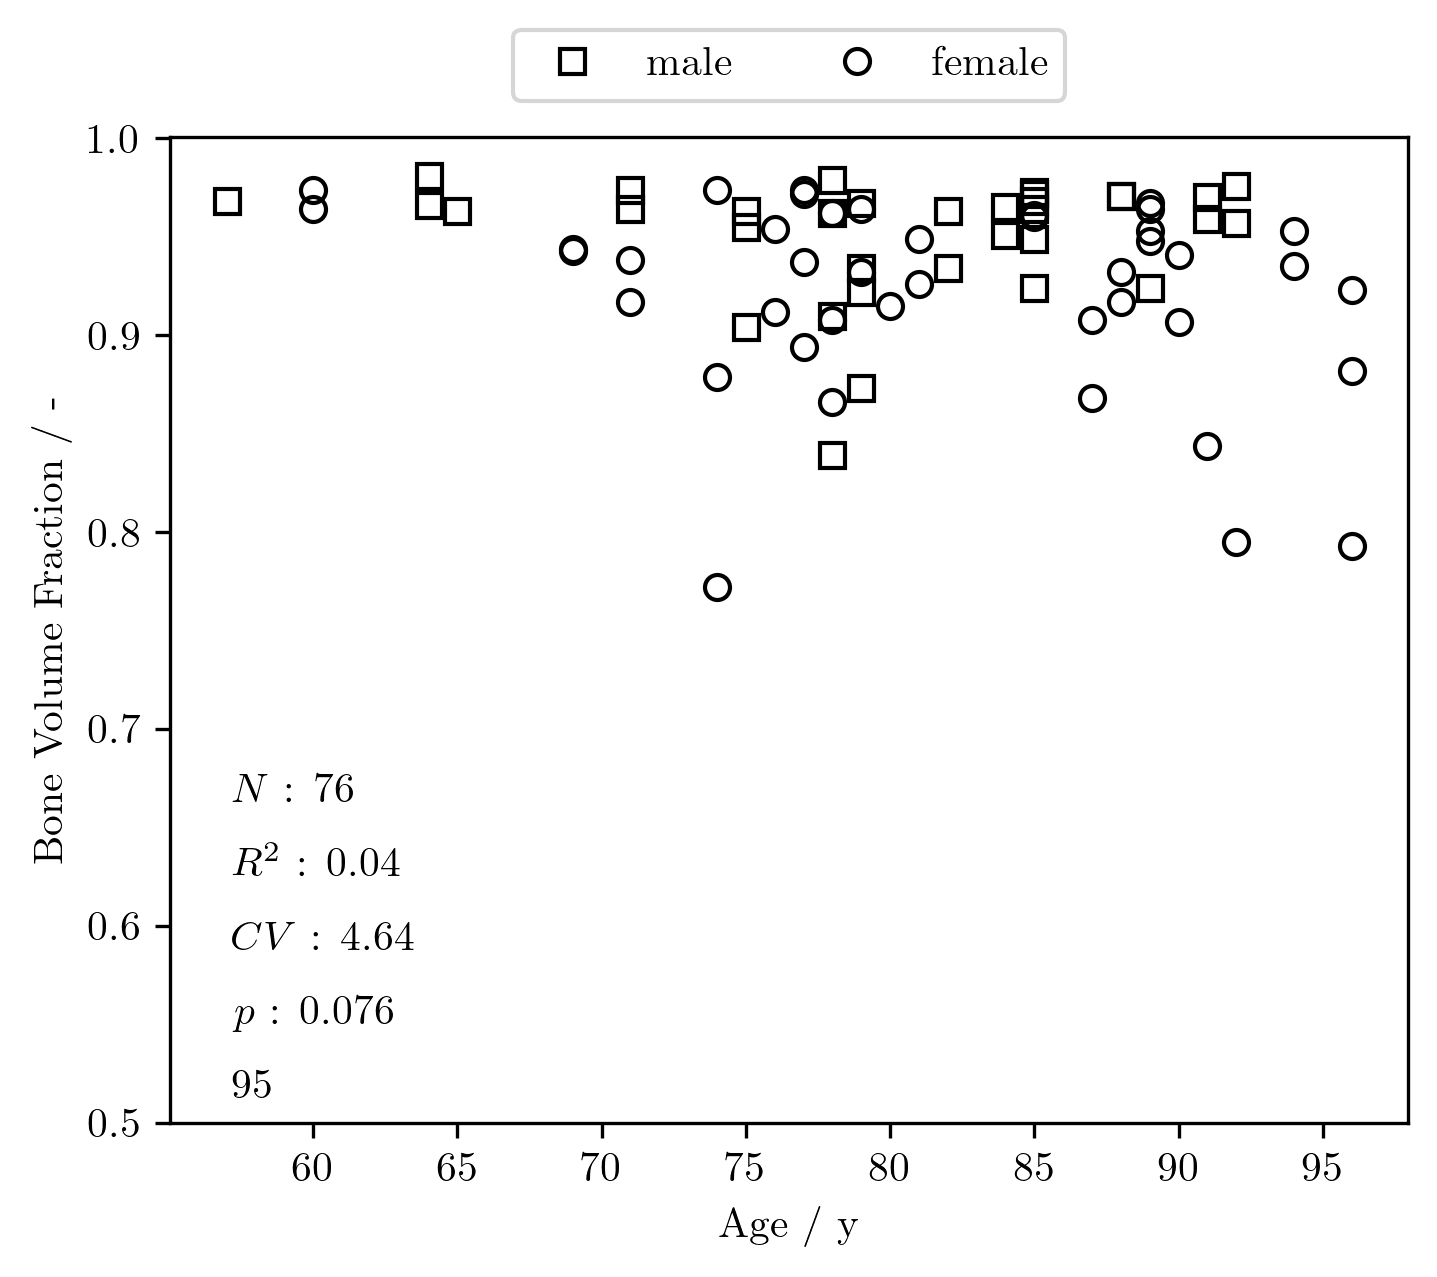 male female
1.0
0.9
0.8
0.7
0.6
0.5
Bone Volume Fraction / -
N : 76
R² : 0.04
CV : 4.64
p : 0.076
95
60 65 70 75 80 85 90 95
Age / y